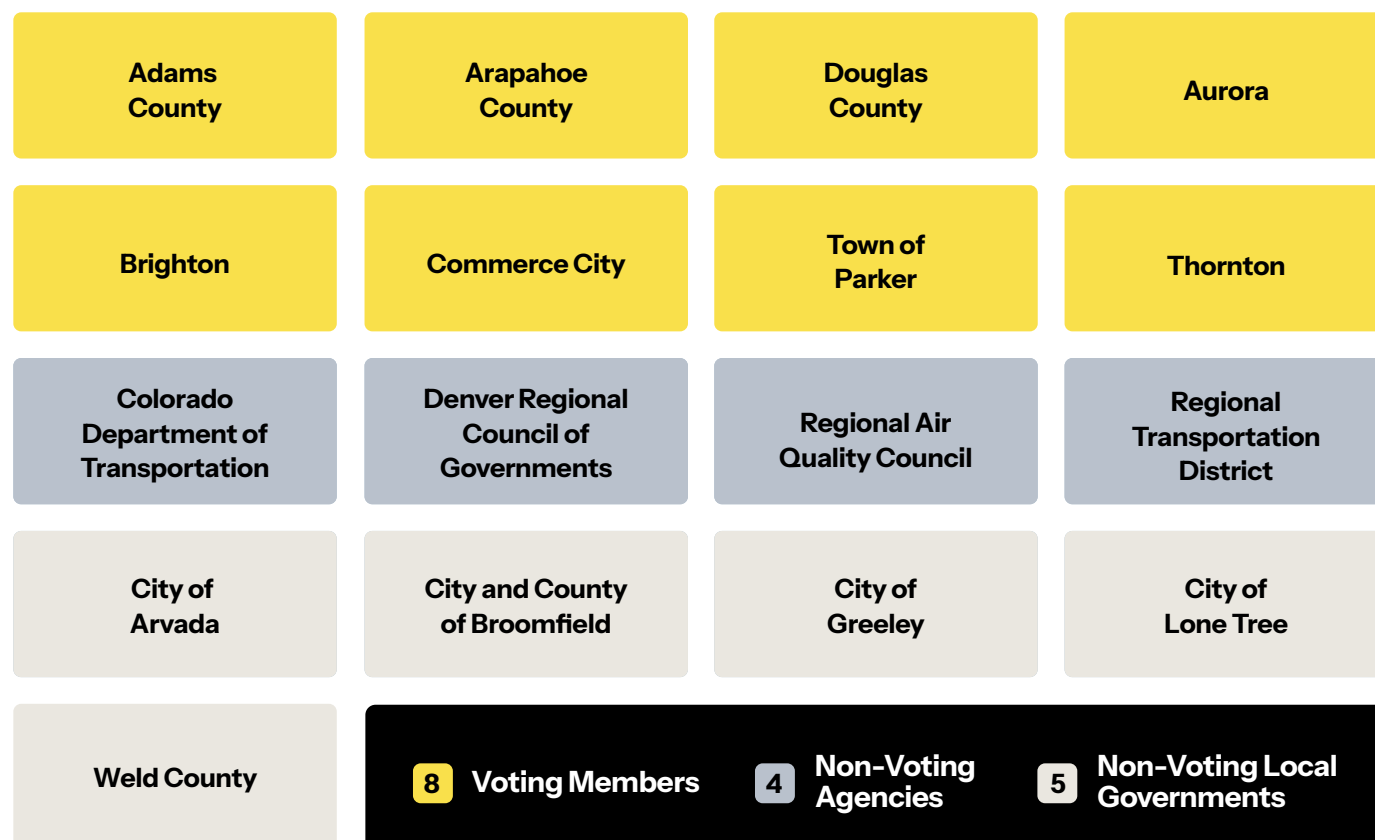 Adams
County
Arapahoe
County
Douglas
County
Aurora
Brighton
Commerce City
Town of
Parker
Thornton
Colorado
Department of
Transportation
Denver Regional
Council of
Governments
Regional Air
Quality Council
Regional
Transportation
District
City of
Arvada
City and County
of Broomfield
City of
Greeley
City of
Lone Tree
Weld County
8 Voting Members
4 Non-Voting
Agencies
5 Non-Voting Local
Governments